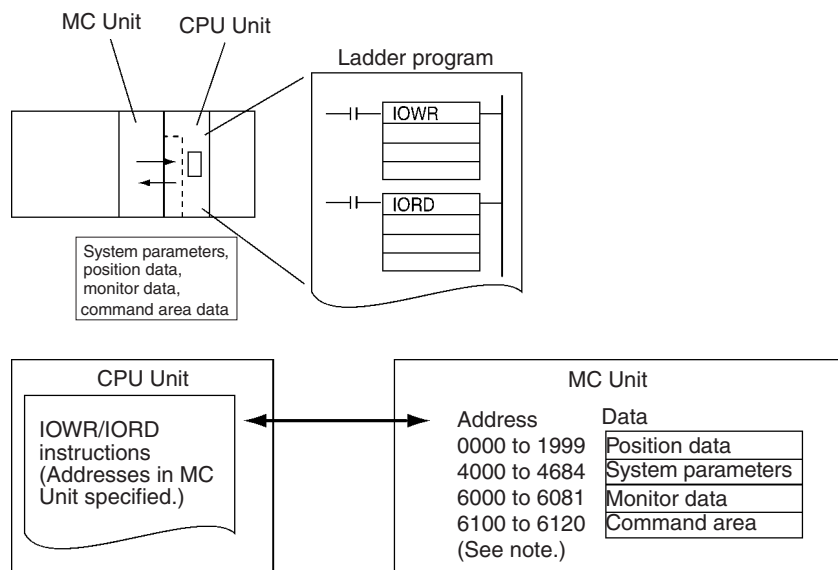 MC Unit
CPU Unit
Ladder program
IOWR
IORD
System parameters,
position data,
monitor data,
command area data
CPU Unit
IOWR/IORD
instructions
(Addresses in MC
Unit specified.)
MC Unit
Address Data
0000 to 1999 Position data
4000 to 4684 System parameters
6000 to 6081 Monitor data
6100 to 6120 Command area
(See note.)